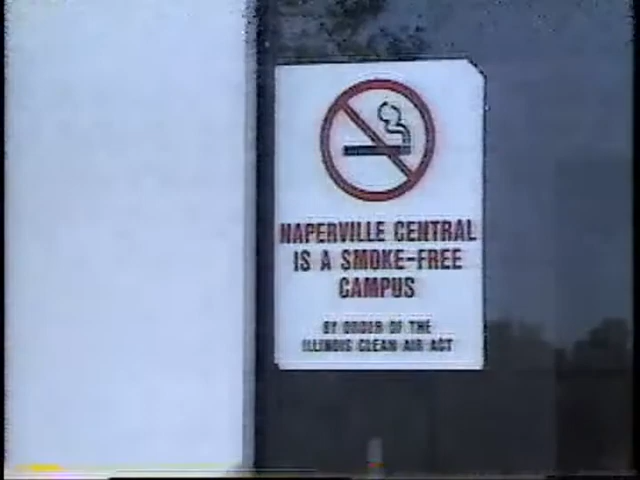 NAPERVILLE CENTRAL
IS A SMOKE-FREE
CAMPUS
BY ORDER OF THE
ILLINOIS CLEAN AIR ACT